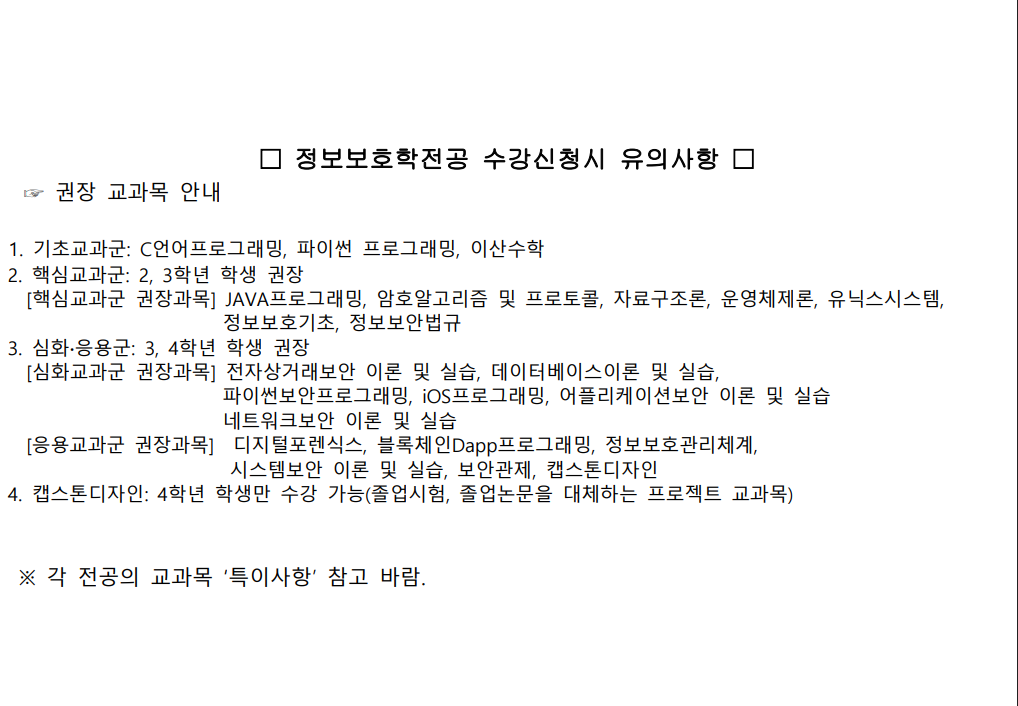 □ 정보보호학전공 수강신청시 유의사항 □
☞ 권장 교과목 안내
1. 기초교과군: C언어프로그래밍, 파이썬 프로그래밍, 이산수학
2. 핵심교과군: 2, 3학년 학생 권장
[핵심교과군 권장과목] JAVA프로그래밍, 암호알고리즘 및 프로토콜, 자료구조론, 운영체제론, 유닉스시스템,
정보보호기초, 정보보안법규
3. 심화·응용군: 3, 4학년 학생 권장
[심화교과군 권장과목] 전자상거래보안 이론 및 실습, 데이터베이스이론 및 실습,
파이썬보안프로그래밍, iOS프로그래밍, 어플리케이션보안 이론 및 실습
네트워크보안 이론 및 실습
[응용교과군 권장과목] 디지털포렌식스, 블록체인Dapp프로그래밍, 정보보호관리체계,
시스템보안 이론 및 실습, 보안관제, 캡스톤디자인
4. 캡스톤디자인: 4학년 학생만 수강 가능(졸업시험, 졸업논문을 대체하는 프로젝트 교과목)
※ 각 전공의 교과목 '특이사항' 참고 바람.